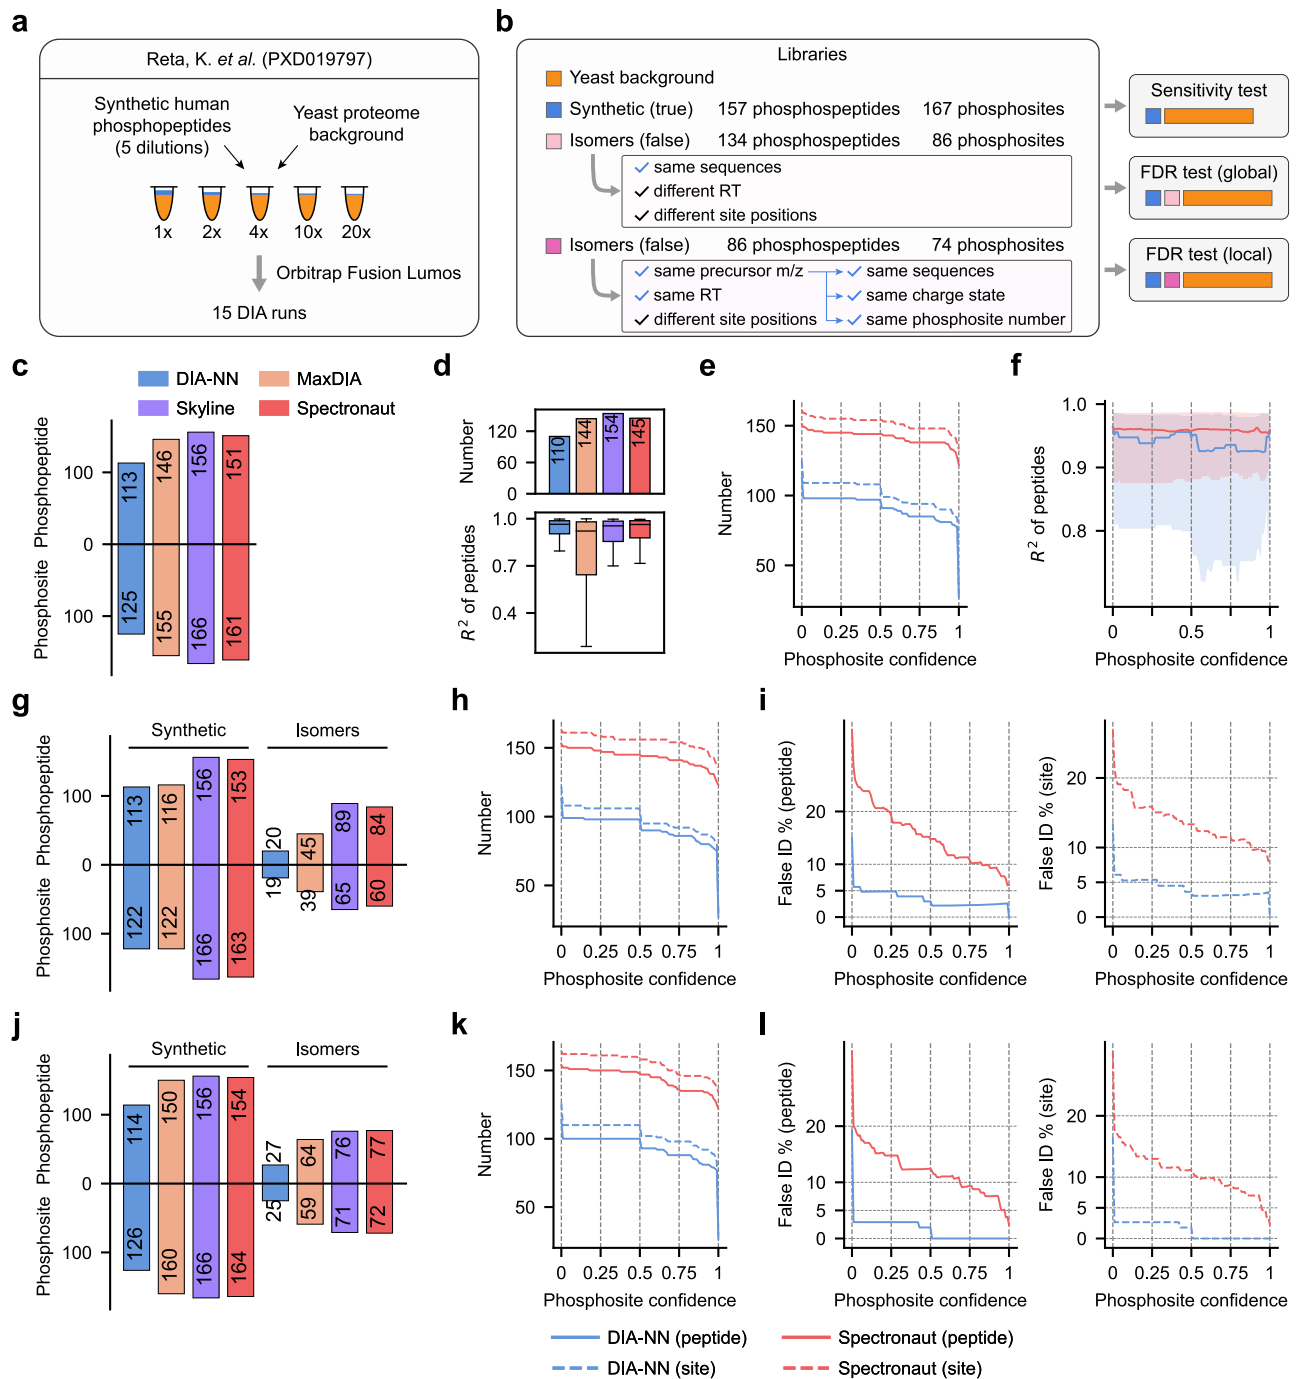 a
Reta, K. et al. (PXD019797)
Synthetic human
phosphopeptides
(5 dilutions)
Yeast proteome
background
1x 2x 4x 10x 20x
Orbitrap Fusion Lumos
15 DIA runs
b
Libraries
Yeast background
Synthetic (true) 157 phosphospeptides 167 phosphosites
Isomers (false) 134 phosphospeptides 86 phosphosites
same sequences
different RT
different site positions
Isomers (false) 86 phosphospeptides 74 phosphosites
same precursor m/z same sequences
same RT same charge state
different site positions same phosphosite number
Sensitivity test
FDR test (global)
FDR test (local)
c
DIA-NN MaxDIA
Skyline Spectronaut
Phosphosite Phosphopeptide
100
0
100
113 146 156 151
125 155 166 161
d
Number
120
60
0
110 144 154 145
R² of peptides
1.0
0.7
0.4
e
Number
150
100
50
0 0.25 0.5 0.75 1
Phosphosite confidence
f
R² of peptides
1.0
0.9
0.8
0 0.5 1
Phosphosite confidence
g
Synthetic Isomers
Phosphosite Phosphopeptide
100
0
100
113 116 156 153 20 45 89 84
122 122 166 163 19 39 65 60
h
Number
150
100
50
0 0.25 0.5 0.75 1
Phosphosite confidence
i
False ID % (peptide)
20
10
5
0
0 0.25 0.5 0.75 1
Phosphosite confidence
False ID % (site)
20
10
5
0
0 0.25 0.5 0.75 1
Phosphosite confidence
j
Synthetic Isomers
Phosphosite Phosphopeptide
100
0
100
114 150 156 154 27 64 76 77
126 160 166 164 25 59 71 72
k
Number
150
100
50
0 0.25 0.5 0.75 1
Phosphosite confidence
l
False ID % (peptide)
20
10
5
0
0 0.25 0.5 0.75 1
Phosphosite confidence
False ID % (site)
20
10
5
0
0 0.25 0.5 0.75 1
Phosphosite confidence
DIA-NN (peptide) Spectronaut (peptide)
DIA-NN (site) Spectronaut (site)